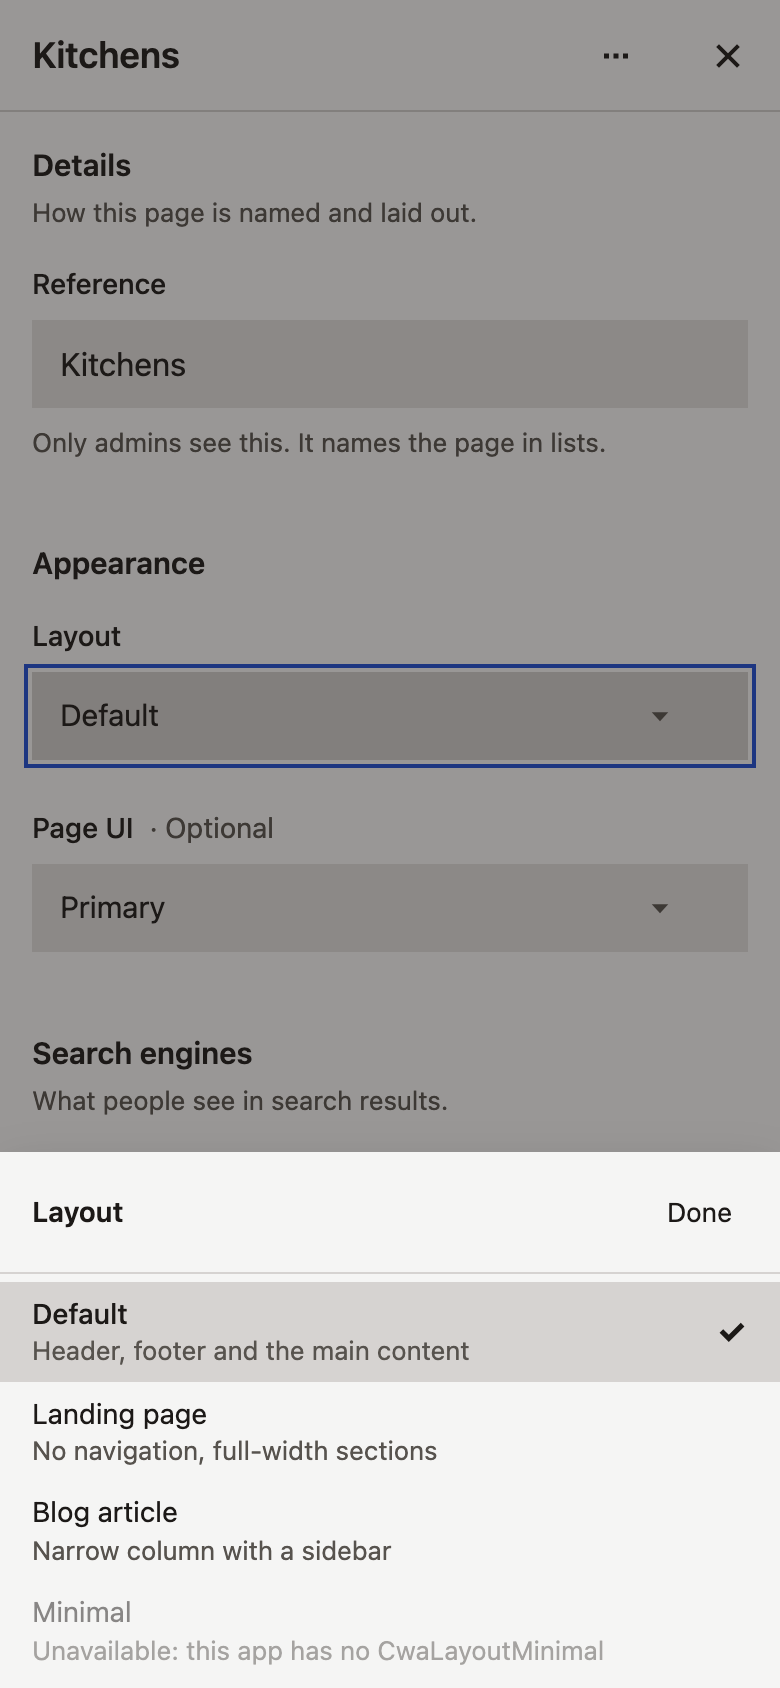 Kitchens
Details
How this page is named and laid out.
Reference
Kitchens
Only admins see this. It names the page in lists.
Appearance
Layout
Default
Page UI · Optional
Primary
Search engines
What people see in search results.
Layout
Done
Default
Header, footer and the main content
Landing page
No navigation, full-width sections
Blog article
Narrow column with a sidebar
Minimal
Unavailable: this app has no CwaLayoutMinimal